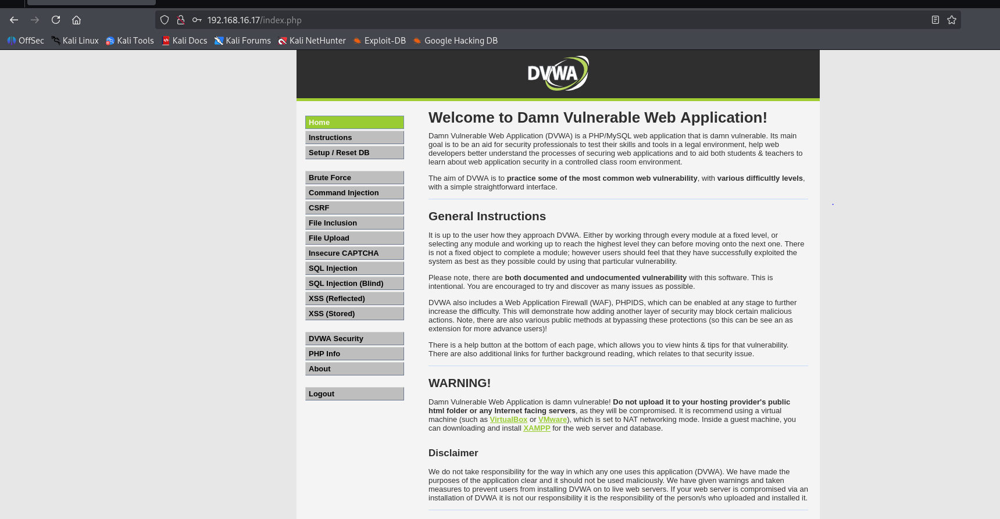 192.168.16.17/index.php
OffSec Kali Linux Kali Tools Kali Docs Kali Forums Kali NetHunter Exploit-DB Google Hacking DB
DVWA
Home
Instructions
Setup / Reset DB
Brute Force
Command Injection
CSRF
File Inclusion
File Upload
Insecure CAPTCHA
SQL Injection
SQL Injection (Blind)
XSS (Reflected)
XSS (Stored)
DVWA Security
PHP Info
About
Logout
Welcome to Damn Vulnerable Web Application!
Damn Vulnerable Web Application (DVWA) is a PHP/MySQL web application that is damn vulnerable. Its main
goal is to be an aid for security professionals to test their skills and tools in a legal environment, help web
developers better understand the processes of securing web applications and to aid both students & teachers to
learn about web application security in a controlled class room environment.
The aim of DVWA is to practice some of the most common web vulnerability, with various difficultly levels,
with a simple straightforward interface.
General Instructions
It is up to the user how they approach DVWA. Either by working through every module at a fixed level, or
selecting any module and working up to reach the highest level they can before moving onto the next one. There
is not a fixed object to complete a module; however users should feel that they have successfully exploited the
system as best as they possible could by using that particular vulnerability.
Please note, there are both documented and undocumented vulnerability with this software. This is
intentional. You are encouraged to try and discover as many issues as possible.
DVWA also includes a Web Application Firewall (WAF), PHPIDS, which can be enabled at any stage to further
increase the difficulty. This will demonstrate how adding another layer of security may block certain malicious
actions. Note, there are also various public methods at bypassing these protections (so this can be see an as
extension for more advance users)!
There is a help button at the bottom of each page, which allows you to view hints & tips for that vulnerability.
There are also additional links for further background reading, which relates to that security issue.
WARNING!
Damn Vulnerable Web Application is damn vulnerable! Do not upload it to your hosting provider's public
html folder or any Internet facing servers, as they will be compromised. It is recommend using a virtual
machine (such as VirtualBox or VMware), which is set to NAT networking mode. Inside a guest machine, you
can downloading and install XAMPP for the web server and database.
Disclaimer
We do not take responsibility for the way in which any one uses this application (DVWA). We have made the
purposes of the application clear and it should not be used maliciously. We have given warnings and taken
measures to prevent users from installing DVWA on to live web servers. If your web server is compromised via an
installation of DVWA it is not our responsibility it is the responsibility of the person/s who uploaded and installed it.